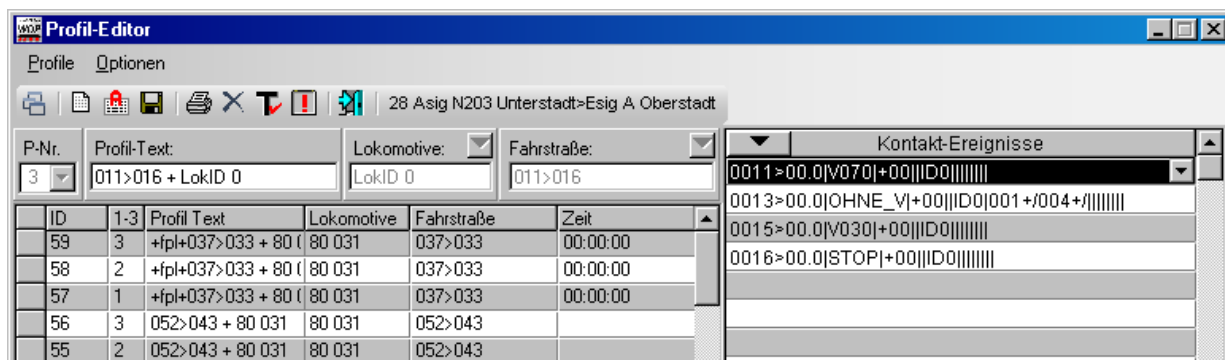 Profil-Editor
Profile Optionen
28 Asig N203 Unterstadt>Esig A Oberstadt
P-Nr. Profil-Text: Lokomotive: Fahrstraße: Kontakt-Ereignisse
3 011>016 + LokID 0 LokID 0 011>016
0011>00.0|V070|+00||ID0||||||||
0013>00.0|OHNE_V|+00||ID0|001+/004+/||||||||
0015>00.0|V030|+00||ID0||||||||
0016>00.0|STOP|+00||ID0||||||||
ID 1-3 Profil Text Lokomotive Fahrstraße Zeit
59 3 +fpl+037>033 + 80 ( 80 031 037>033 00:00:00
58 2 +fpl+037>033 + 80 ( 80 031 037>033 00:00:00
57 1 +fpl+037>033 + 80 ( 80 031 037>033 00:00:00
56 3 052>043 + 80 031 80 031 052>043
55 2 052>043 + 80 031 80 031 052>043